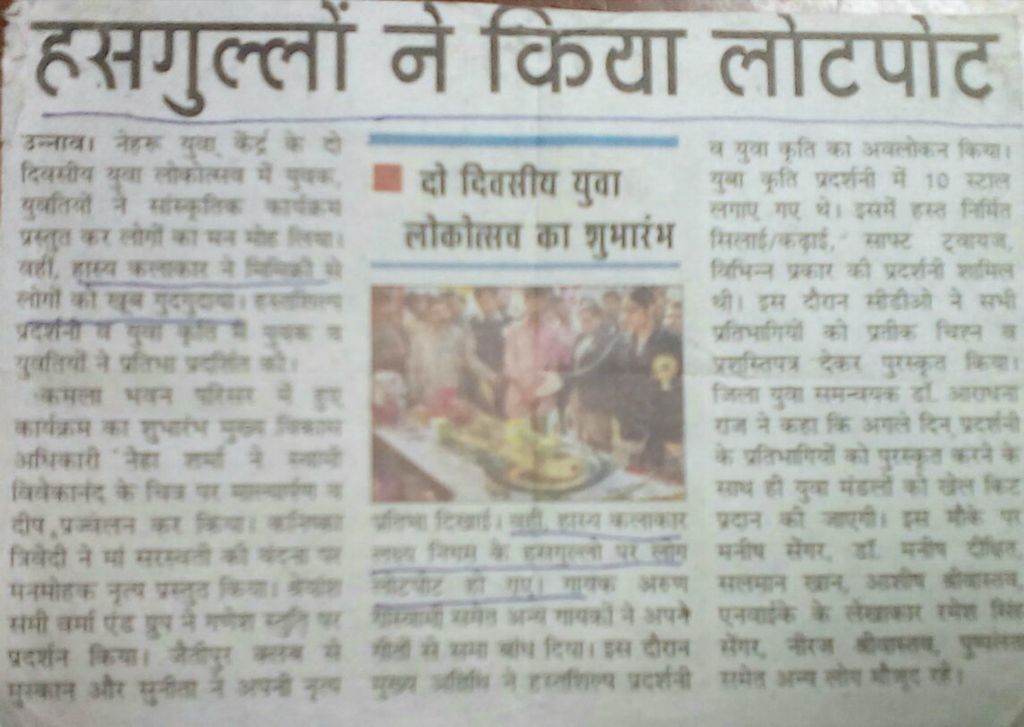 हसगुल्लों ने किया लोटपोट
उन्नाव। नेहरू युवा केंद्र के दो
दिवसीय युवा लोकोत्सव में युवक,
युवतियों ने सांस्कृतिक कार्यक्रम
प्रस्तुत कर लोगों का मन मोह लिया।
वहीं, हास्य कलाकार ने मिमिक्री से
लोगों को खूब गुदगुदाया। हस्तशिल्प
प्रदर्शनी व युवा कृति में युवक व
युवतियों ने प्रतिभा प्रदर्शित की।
कमला भवन परिसर में हुए
कार्यक्रम का शुभारंभ मुख्य विकास
अधिकारी नेहा शर्मा ने स्वामी
विवेकानंद के चित्र पर माल्यार्पण व
दीप प्रज्वलन कर किया। कनिष्का
त्रिवेदी ने मां सरस्वती की वंदना पर
मनमोहक नृत्य प्रस्तुत किया। श्रेयांश
समी वर्मा एंड ग्रुप ने गणेश स्तुति पर
प्रदर्शन किया। जैतीपुर क्लब से
मुस्कान और सुनीता ने अपनी नृत्य
दो दिवसीय युवा
लोकोत्सव का शुभारंभ
प्रतिभा दिखाई। वहीं, हास्य कलाकार
लक्ष्य निगम के हसगुल्लों पर लोग
लोटपोट हो गए। गायक अरुण
गोस्वामी समेत अन्य गायकों ने अपने
गीतों से समा बांध दिया। इस दौरान
मुख्य अतिथि ने हस्तशिल्प प्रदर्शनी
व युवा कृति का अवलोकन किया।
युवा कृति प्रदर्शनी में 10 स्टाल
लगाए गए थे। इसमें हस्त निर्मित
सिलाई/कढ़ाई, साफ्ट ट्वायज,
विभिन्न प्रकार की प्रदर्शनी शामिल
थी। इस दौरान सीडीओ ने सभी
प्रतिभागियों को प्रतीक चिह्न व
प्रशस्तिपत्र देकर पुरस्कृत किया।
जिला युवा समन्वयक डॉ. आराधना
राज ने कहा कि अगले दिन प्रदर्शनी
के प्रतिभागियों को पुरस्कृत करने के
साथ ही युवा मंडलों को खेल किट
प्रदान की जाएगी। इस मौके पर
मनीष सेंगर, डॉ. मनीष दीक्षित,
सलमान खान, आशीष श्रीवास्तव,
एनवाईके के लेखाकार रमेश सिंह
सेंगर, नीरज श्रीवास्तव, पुष्पलता
समेत अन्य लोग मौजूद रहे।